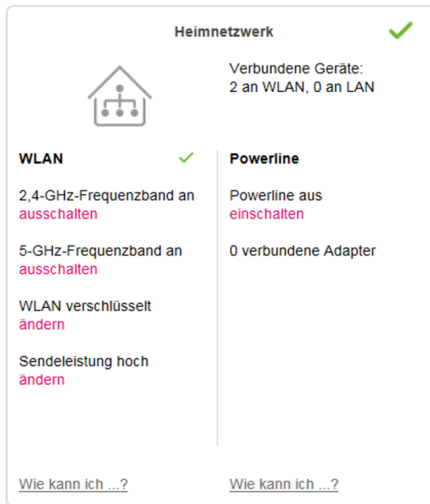 Heimnetzwerk
Verbundene Geräte:
2 an WLAN, 0 an LAN
WLAN
2,4-GHz-Frequenzband an
ausschalten
5-GHz-Frequenzband an
ausschalten
WLAN verschlüsselt
ändern
Sendeleistung hoch
ändern
Wie kann ich ...?
Powerline
Powerline aus
einschalten
0 verbundene Adapter
Wie kann ich ...?